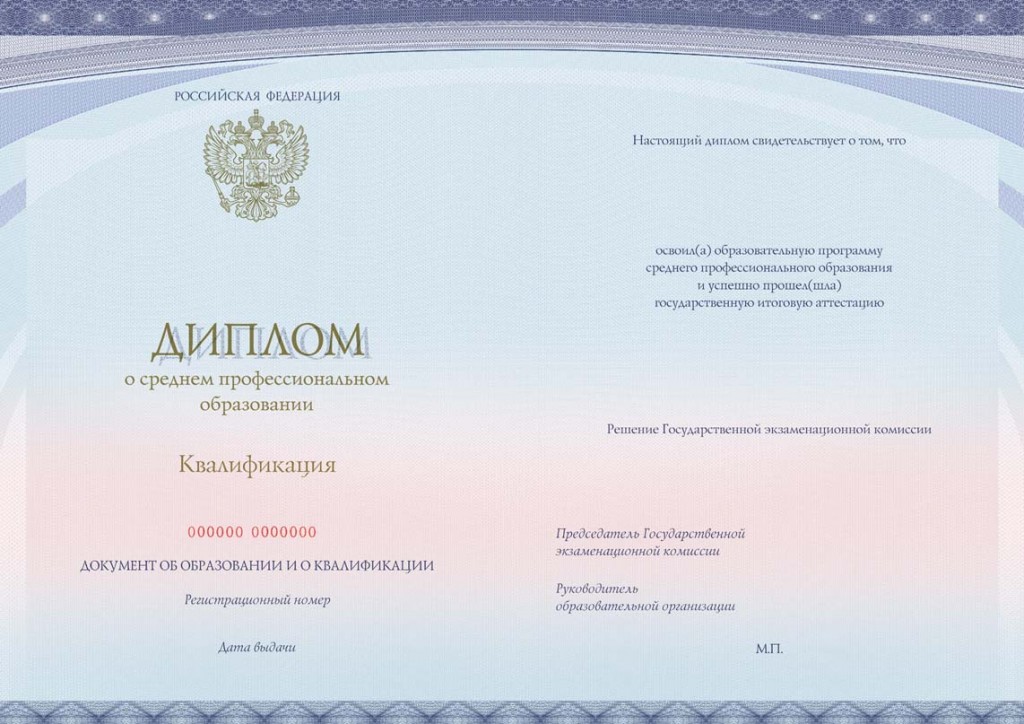 РОССИЙСКАЯ ФЕДЕРАЦИЯ
ДИПЛОМ
о среднем профессиональном
образовании
Квалификация
000000 0000000
ДОКУМЕНТ ОБ ОБРАЗОВАНИИ И О КВАЛИФИКАЦИИ
Регистрационный номер
Дата выдачи
Настоящий диплом свидетельствует о том, что
освоил(а) образовательную программу
среднего профессионального образования
и успешно прошел(шла)
государственную итоговую аттестацию
Решение Государственной экзаменационной комиссии
Председатель Государственной
экзаменационной комиссии
Руководитель
образовательной организации
М.П.